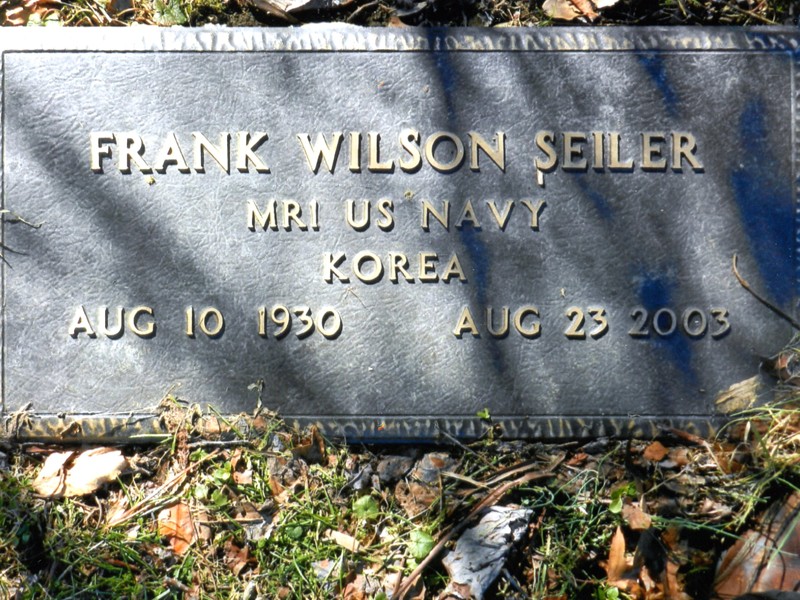 FRANK WILSON SEILER
MR1 US NAVY
KOREA
AUG 10 1930 AUG 23 2003